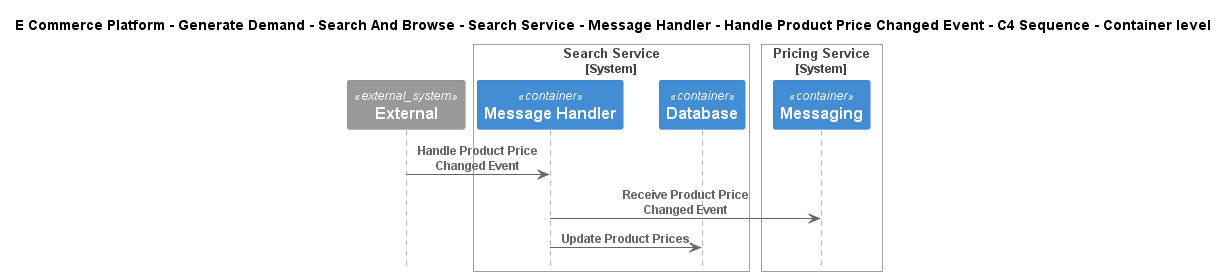 E Commerce Platform - Generate Demand - Search And Browse - Search Service - Message Handler - Handle Product Price Changed Event - C4 Sequence - Container level
Search Service
[System]
Pricing Service
[System]
«external_system»
External
«container»
Message Handler
«container»
Database
«container»
Messaging
Handle Product Price
Changed Event
Receive Product Price
Changed Event
Update Product Prices